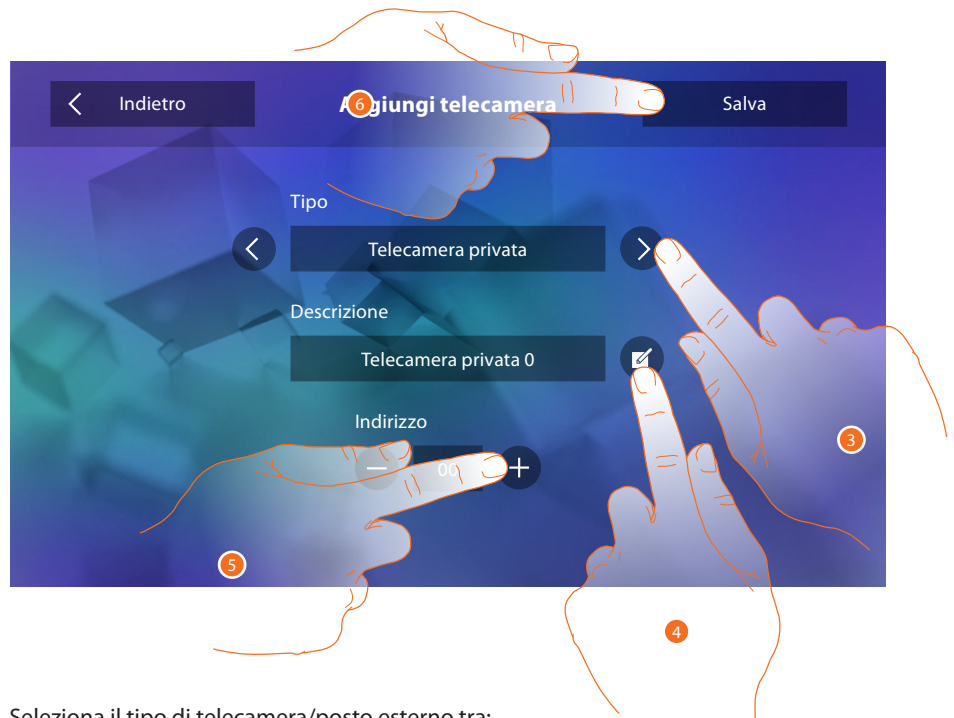 Indietro
6
Aggiungi telecamera
Salva
Tipo
Telecamera privata
Descrizione
Telecamera privata 0
Indirizzo
00
3
5
4
Seleziona il tipo di telecamera/posto esterno tra: